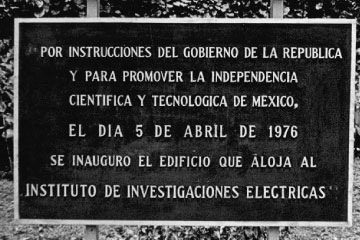 POR INSTRUCCIONES DEL GOBIERNO DE LA REPUBLICA
Y PARA PROMOVER LA INDEPENDENCIA
CIENTIFICA Y TECNOLOGICA DE MEXICO,
EL DIA 5 DE ABRIL DE 1976
SE INAUGURO EL EDIFICIO QUE ALOJA AL
INSTITUTO DE INVESTIGACIONES ELECTRICAS